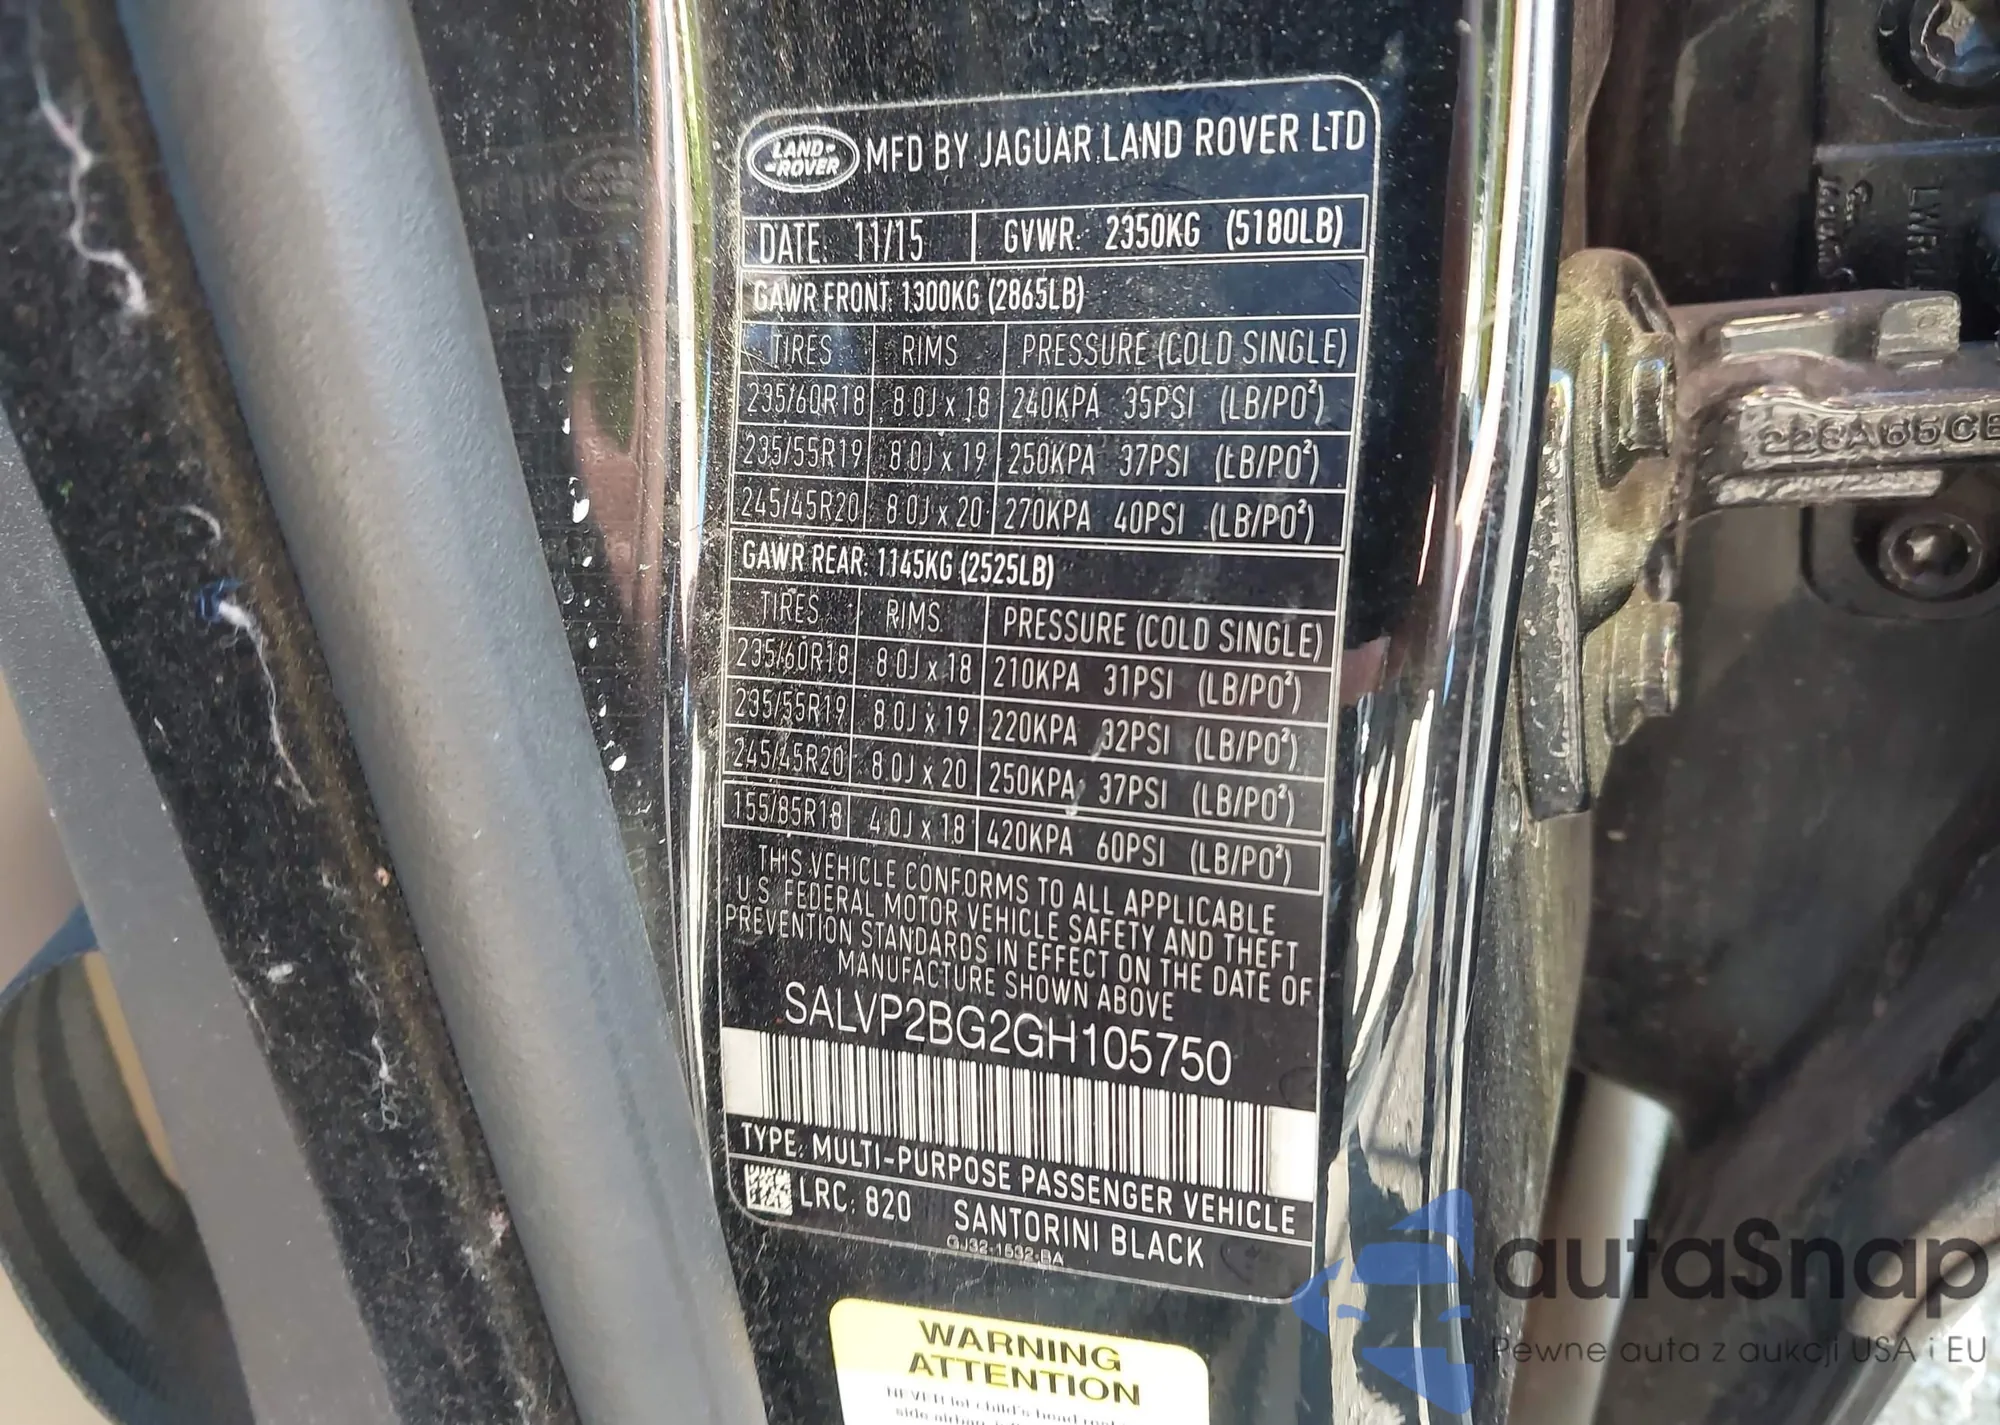 LAND-
-ROVER
MFD BY JAGUAR LAND ROVER LTD
DATE: 11/15 GVWR: 2350KG (5180LB)
GAWR FRONT: 1300KG (2865LB)
TIRES RIMS PRESSURE (COLD SINGLE)
235/60R18 8.0J x 18 240KPA 35PSI (LB/PO²)
235/55R19 8.0J x 19 250KPA 37PSI (LB/PO²)
245/45R20 8.0J x 20 270KPA 40PSI (LB/PO²)
GAWR REAR: 1145KG (2525LB)
TIRES RIMS PRESSURE (COLD SINGLE)
235/60R18 8.0J x 18 210KPA 31PSI (LB/PO²)
235/55R19 8.0J x 19 220KPA 32PSI (LB/PO²)
245/45R20 8.0J x 20 250KPA 37PSI (LB/PO²)
155/85R18 4.0J x 18 420KPA 60PSI (LB/PO²)
THIS VEHICLE CONFORMS TO ALL APPLICABLE
U.S. FEDERAL MOTOR VEHICLE SAFETY AND THEFT
PREVENTION STANDARDS IN EFFECT ON THE DATE OF
MANUFACTURE SHOWN ABOVE
SALVP2BG2GH105750
TYPE: MULTI-PURPOSE PASSENGER VEHICLE
LRC: 820 SANTORINI BLACK
GJ32-1532-BA
WARNING
ATTENTION
NEVER let child's head
side airbag
autaSnap
Pewne auta z aukcji USA i EU